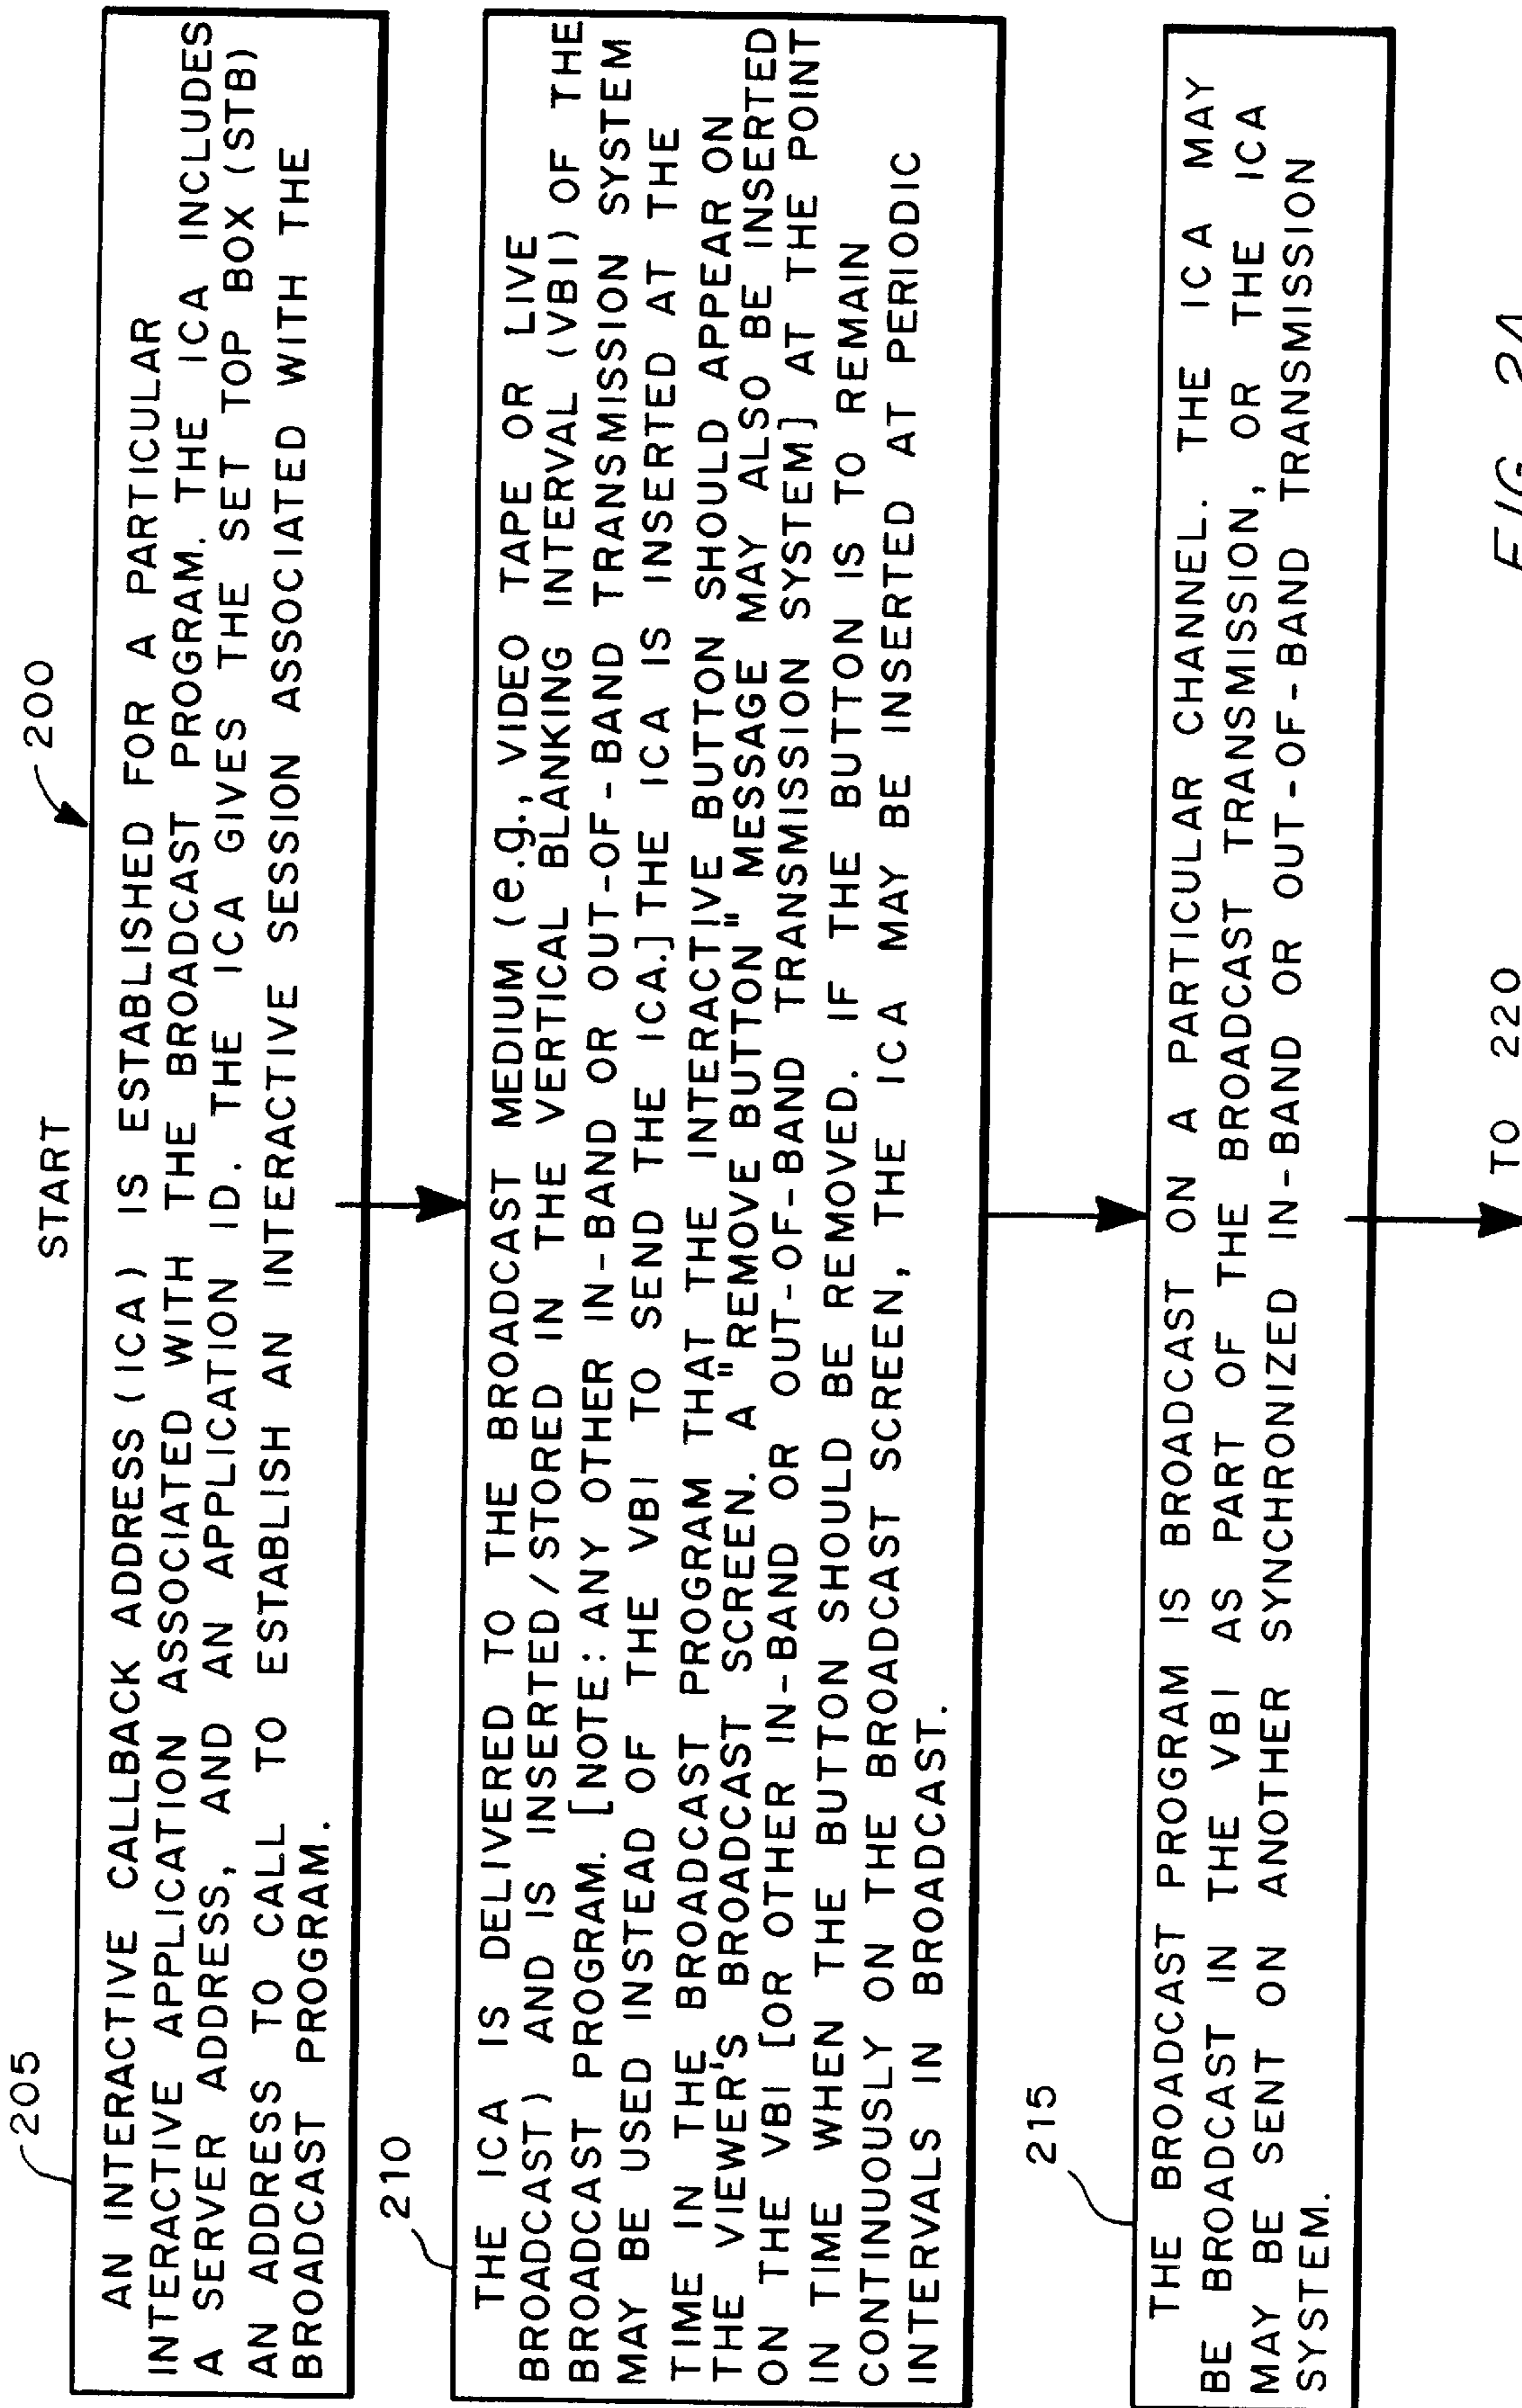 START
200
205
AN INTERACTIVE CALLBACK ADDRESS (ICA) IS ESTABLISHED FOR A PARTICULAR
INTERACTIVE APPLICATION ASSOCIATED WITH THE BROADCAST PROGRAM. THE ICA INCLUDES
A SERVER ADDRESS, AND AN APPLICATION ID. THE ICA GIVES THE SET TOP BOX (STB)
AN ADDRESS TO CALL TO ESTABLISH AN INTERACTIVE SESSION ASSOCIATED WITH THE
BROADCAST PROGRAM.
210
THE ICA IS DELIVERED TO THE BROADCAST MEDIUM (e.g., VIDEO TAPE OR LIVE
BROADCAST) AND IS INSERTED/STORED IN THE VERTICAL BLANKING INTERVAL (VBI) OF THE
BROADCAST PROGRAM. [NOTE: ANY OTHER IN-BAND OR OUT-OF-BAND TRANSMISSION SYSTEM
MAY BE USED INSTEAD OF THE VBI TO SEND THE ICA.] THE ICA IS INSERTED AT THE
TIME IN THE BROADCAST PROGRAM THAT THE INTERACTIVE BUTTON SHOULD APPEAR ON
THE VIEWER'S BROADCAST SCREEN. A "REMOVE BUTTON" MESSAGE MAY ALSO BE INSERTED
ON THE VBI [OR OTHER IN-BAND OR OUT-OF-BAND TRANSMISSION SYSTEM] AT THE POINT
IN TIME WHEN THE BUTTON SHOULD BE REMOVED. IF THE BUTTON IS TO REMAIN
CONTINUOUSLY ON THE BROADCAST SCREEN, THE ICA MAY BE INSERTED AT PERIODIC
INTERVALS IN BROADCAST.
215
THE BROADCAST PROGRAM IS BROADCAST ON A PARTICULAR CHANNEL. THE ICA MAY
BE BROADCAST IN THE VBI AS PART OF THE BROADCAST TRANSMISSION, OR THE ICA
MAY BE SENT ON ANOTHER SYNCHRONIZED IN-BAND OR OUT-OF-BAND TRANSMISSION
SYSTEM.
TO 220
FIG. 2A